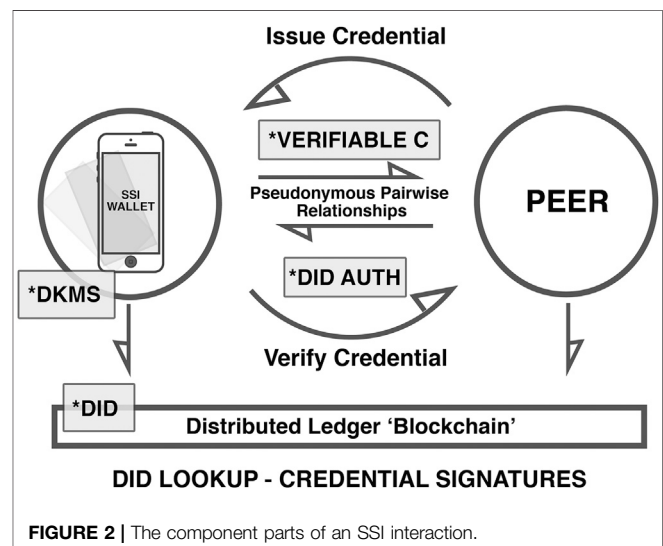 Issue Credential
*VERIFIABLE C
SSI
WALLET
Pseudonymous Pairwise
Relationships
PEER
*DID AUTH
*DKMS
Verify Credential
*DID
Distributed Ledger ‘Blockchain’
DID LOOKUP - CREDENTIAL SIGNATURES
FIGURE 2 | The component parts of an SSI interaction.